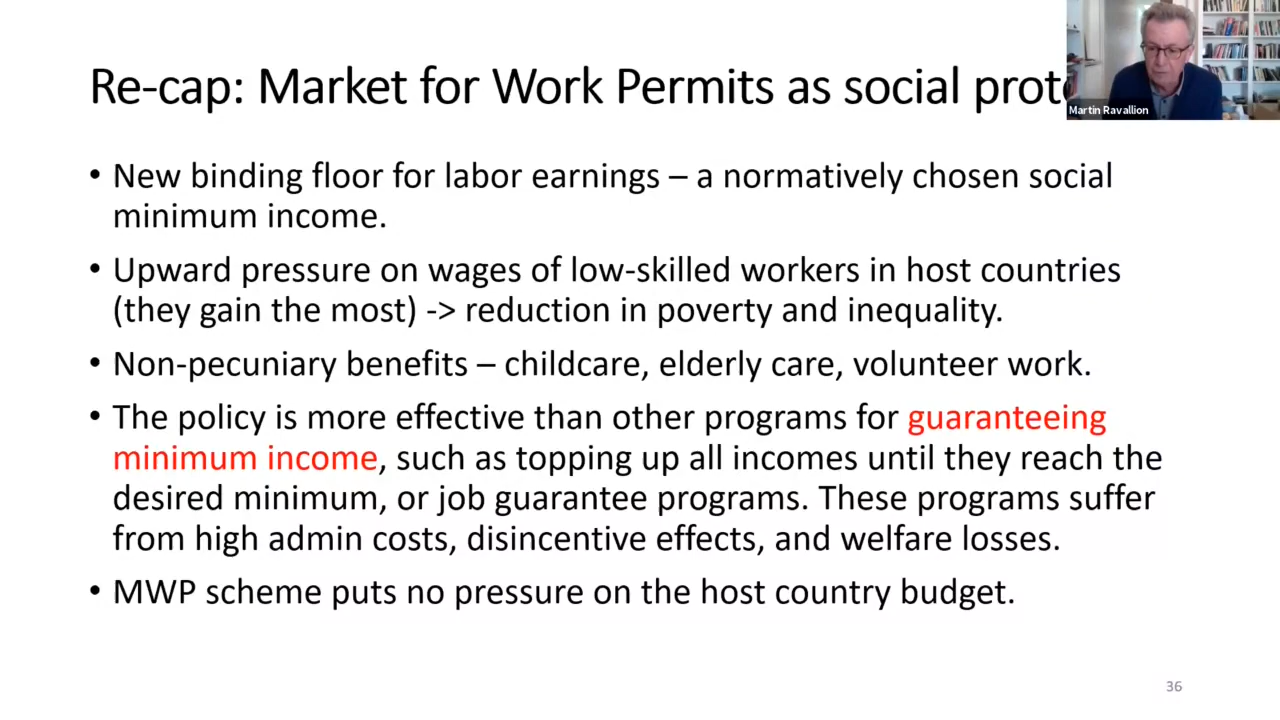 Re-cap: Market for Work Permits as social prote
Martin Ravallion
• New binding floor for labor earnings – a normatively chosen social
minimum income.
• Upward pressure on wages of low-skilled workers in host countries
(they gain the most) -> reduction in poverty and inequality.
• Non-pecuniary benefits – childcare, elderly care, volunteer work.
• The policy is more effective than other programs for guaranteeing
minimum income, such as topping up all incomes until they reach the
desired minimum, or job guarantee programs. These programs suffer
from high admin costs, disincentive effects, and welfare losses.
• MWP scheme puts no pressure on the host country budget.
36